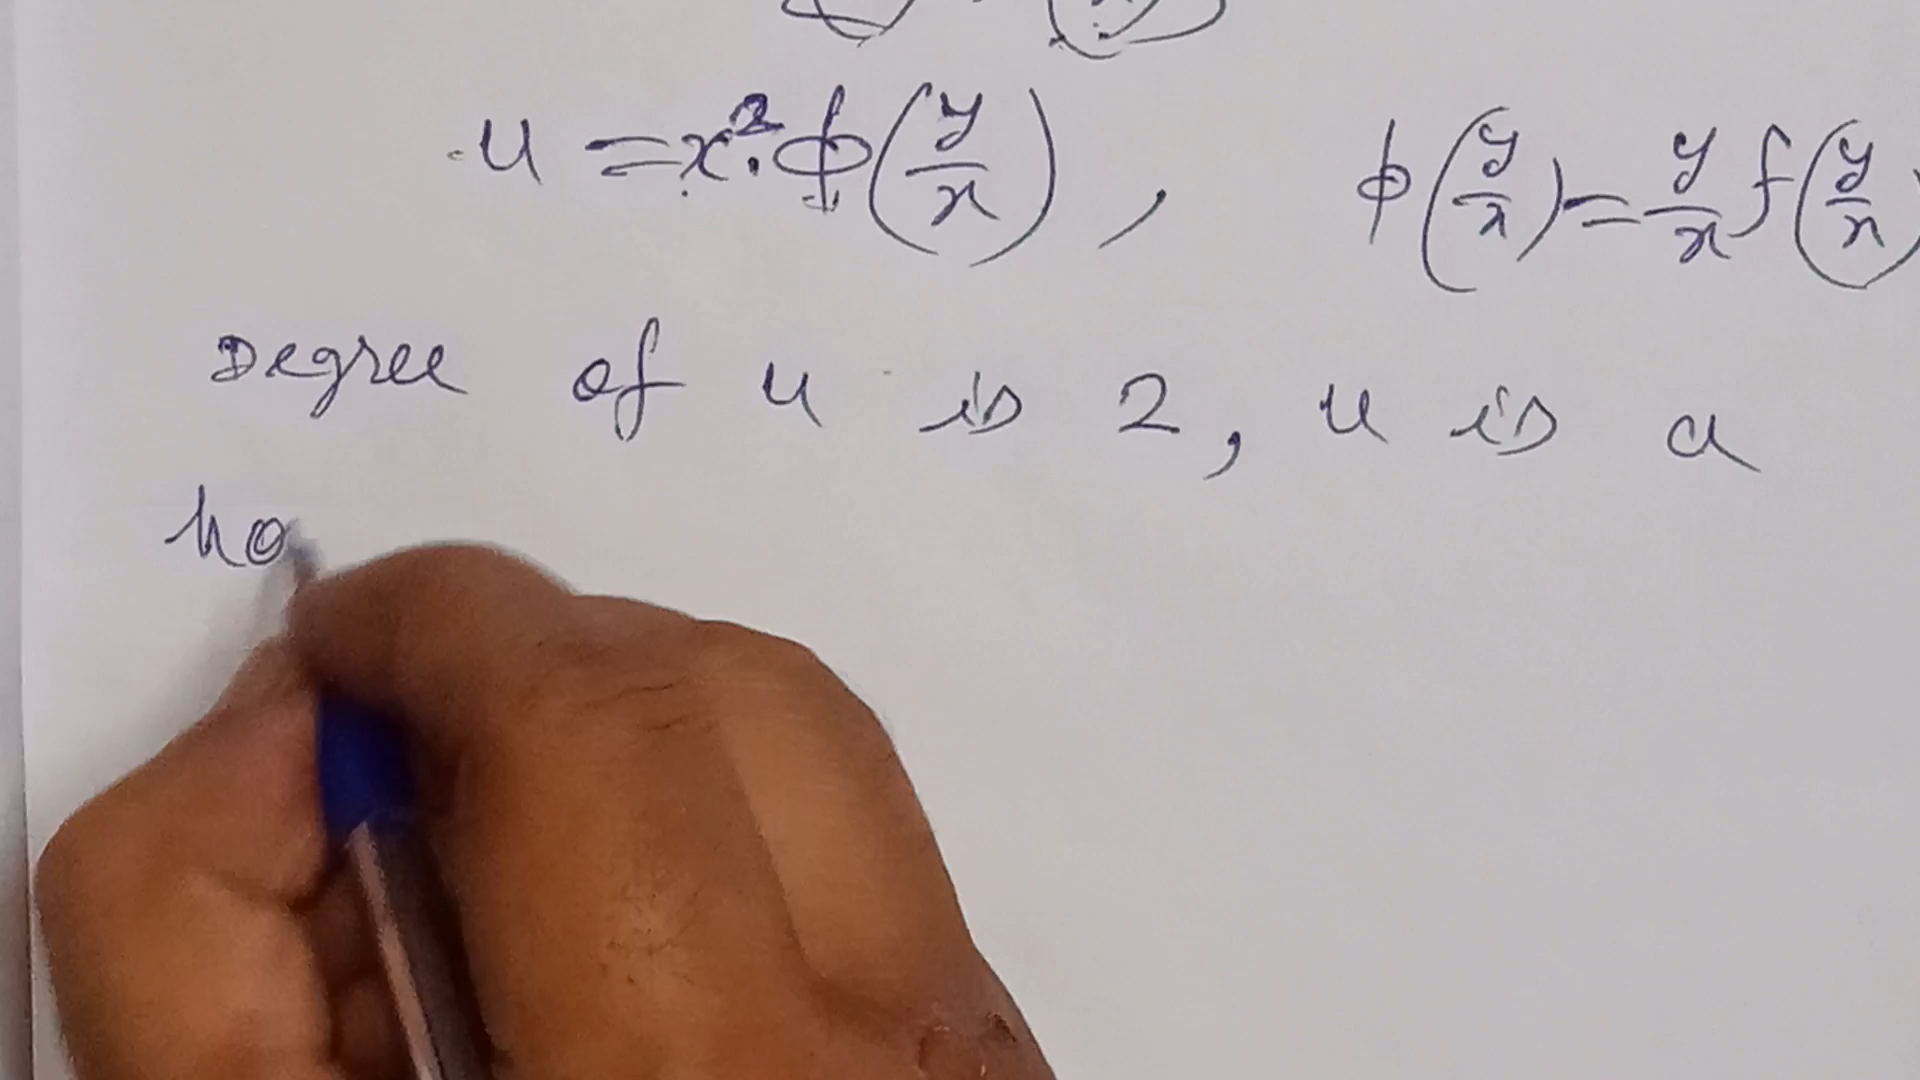 u = x². ϕ(y/x) , ϕ(y/x) = y/x f(y/x)
Degree of u is 2, u is a
ho